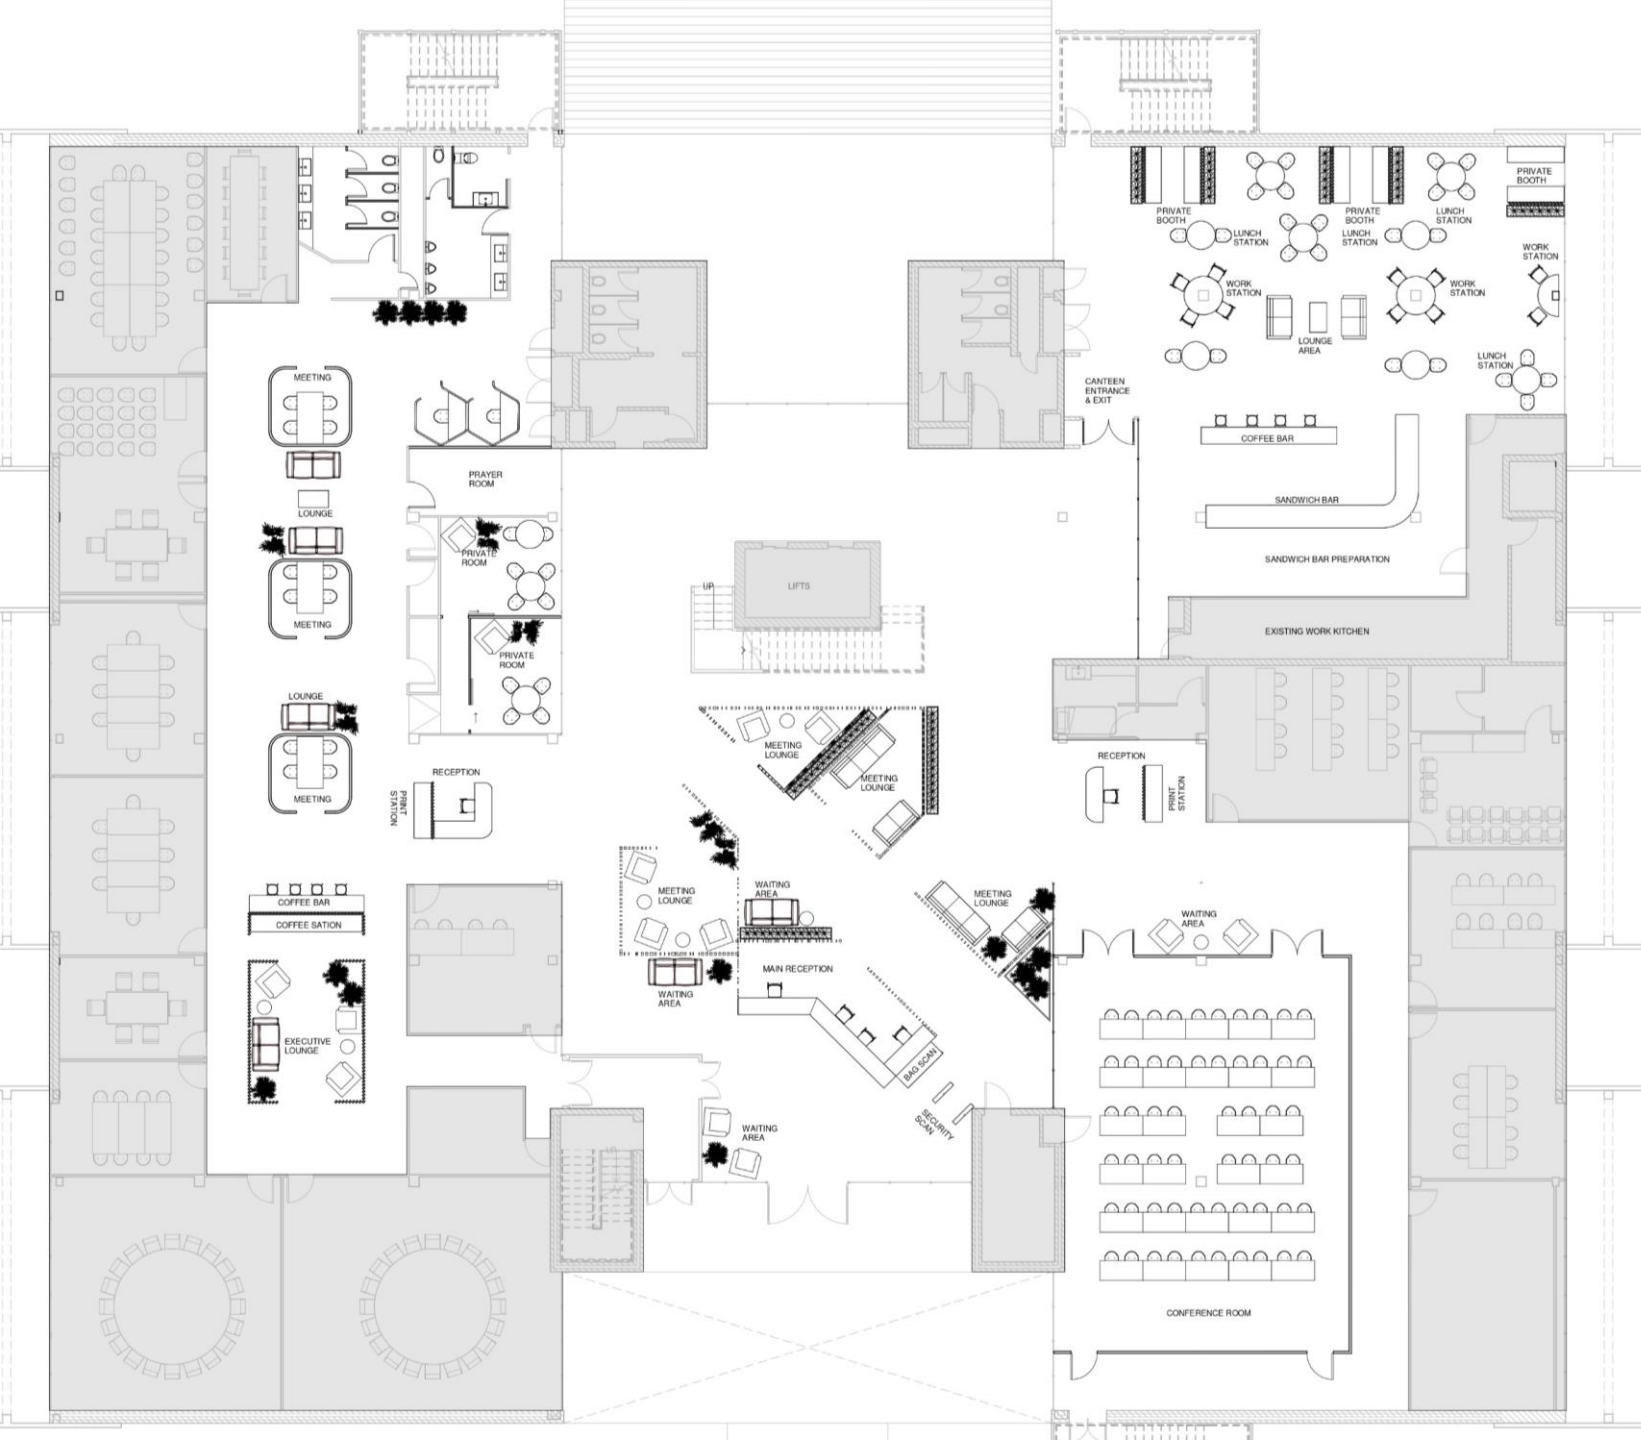 PRIVATE
BOOTH
PRIVATE
BOOTH
PRIVATE
BOOTH
LUNCH
STATION
LUNCH
STATION
LUNCH
STATION
WORK
STATION
WORK
STATION
WORK
STATION
LOUNGE
AREA
LUNCH
STATION
CANTEEN
ENTRANCE
& EXIT
COFFEE BAR
SANDWICH BAR
SANDWICH BAR PREPARATION
EXISTING WORK KITCHEN
MEETING
LOUNGE
MEETING
LOUNGE
MEETING
PRAYER
ROOM
PRIVATE
ROOM
PRIVATE
ROOM
UP
LIFTS
RECEPTION
PRINT
STATION
COFFEE BAR
COFFEE SATION
EXECUTIVE
LOUNGE
MEETING
LOUNGE
MEETING
LOUNGE
MEETING
LOUNGE
WAITING
AREA
MEETING
LOUNGE
WAITING
AREA
MAIN RECEPTION
BAG SCAN
SECURITY
SCAN
WAITING
AREA
RECEPTION
PRINT
STATION
WAITING
AREA
CONFERENCE ROOM